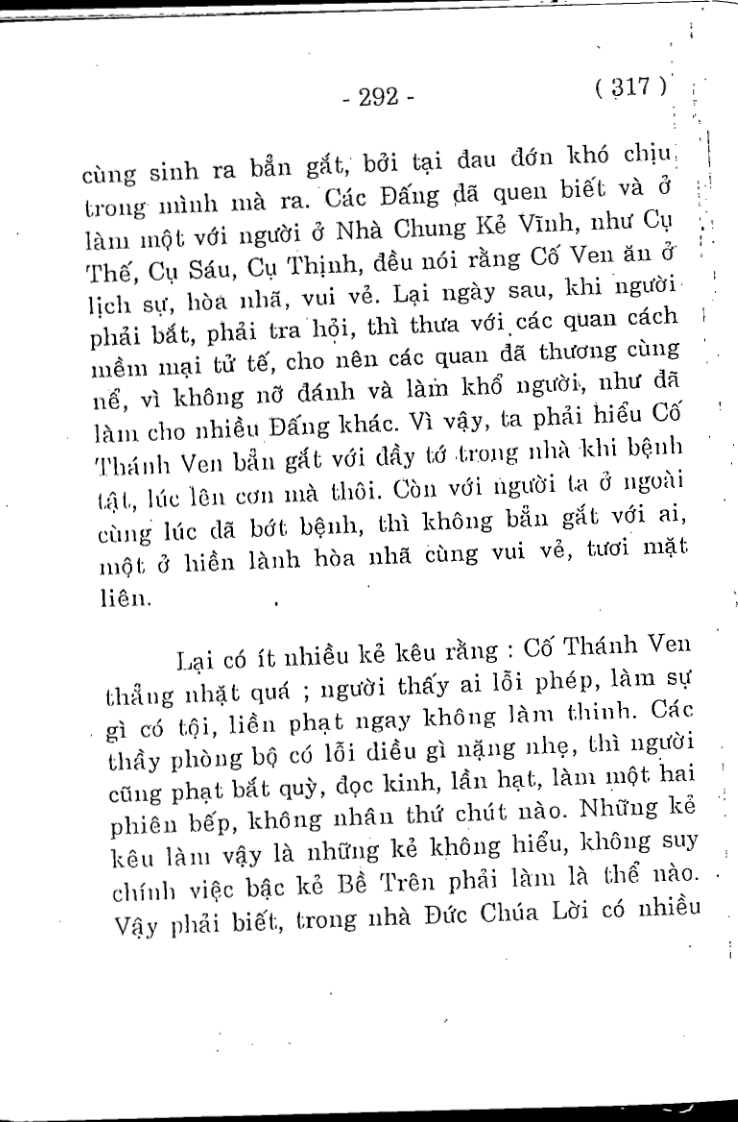 - 292 - ( 317 )
cùng sinh ra bẳn gắt, bởi tại đau đớn khó chịu
trong mình mà ra. Các Đấng đã quen biết và ở
làm một với người ở Nhà Chung Kẻ Vĩnh, như Cụ
Thế, Cụ Sáu, Cụ Thịnh, đều nói rằng Cố Ven ăn ở
lịch sự, hòa nhã, vui vẻ. Lại ngày sau, khi người
phải bắt, phải tra hỏi, thì thưa với các quan cách
mềm mại tử tế, cho nên các quan đã thương cùng
nể, vì không nỡ đánh và làm khổ người, như đã
làm cho nhiều Đấng khác. Vì vậy, ta phải hiểu Cố
Thánh Ven bẳn gắt với đầy tớ trong nhà khi bệnh
tật, lúc lên cơn mà thôi. Còn với người ta ở ngoài
cùng lúc đã bớt bệnh, thì không bẳn gắt với ai,
một ở hiền lành hòa nhã cùng vui vẻ, tươi mặt
liên.
Lại có ít nhiều kẻ kêu rằng : Cố Thánh Ven
thẳng nhặt quá ; người thấy ai lỗi phép, làm sự
gì có tội, liền phạt ngay không làm thinh. Các
thầy phòng bộ có lỗi điều gì nặng nhẹ, thì người
cũng phạt bắt quỳ, đọc kinh, lần hạt, làm một hai
phiên bếp, không nhân thứ chút nào. Những kẻ
kêu làm vậy là những kẻ không hiểu, không suy
chính việc bậc kẻ Bề Trên phải làm là thể nào.
Vậy phải biết, trong nhà Đức Chúa Lời có nhiều